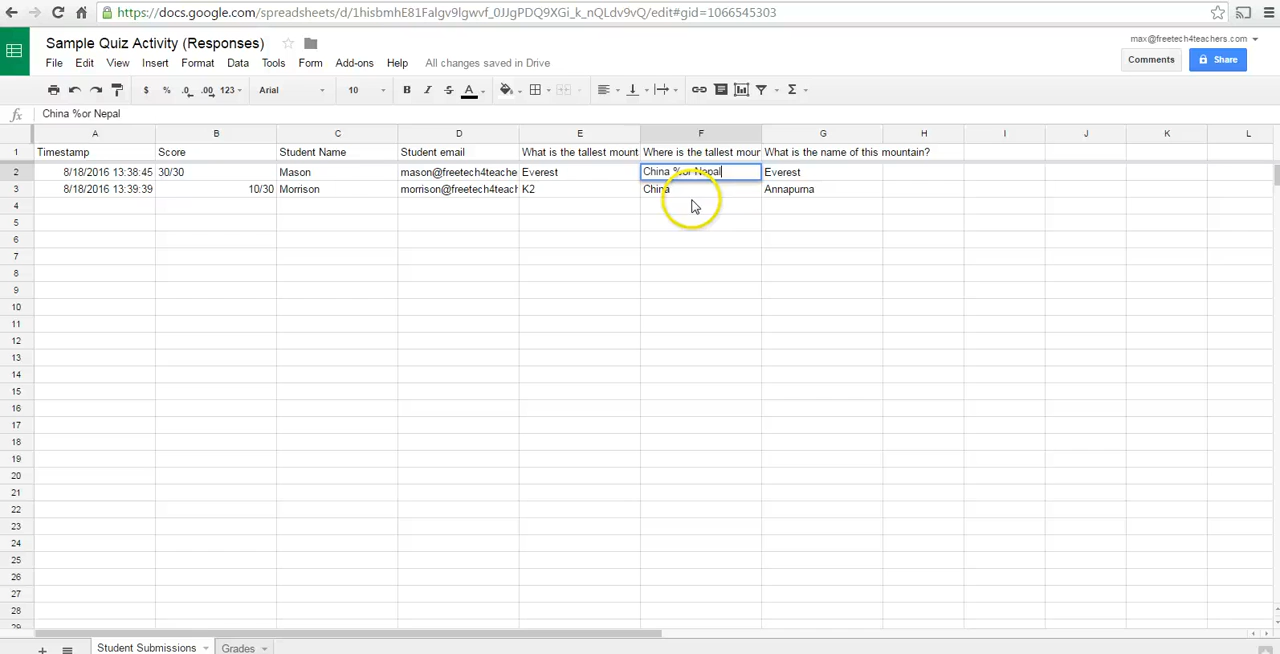 https://docs.google.com/spreadsheets/d/1hisbmhE81Falgv9lgwvf_0JJgPDQ9XGi_k_nQLdv9vQ/edit#gid=1066545303
Sample Quiz Activity (Responses)
max@freetech4teachers.com
File Edit View Insert Format Data Tools Form Add-ons Help All changes saved in Drive
Comments Share
$ % .0 .00 123 Arial 10 B I S A Σ
fx China %or Nepal
A B C D E F G H I J K L
1 Timestamp Score Student Name Student email What is the tallest mount Where is the tallest mour What is the name of this mountain?
2 8/18/2016 13:38:45 30/30 Mason mason@freetech4teache Everest China %or Nepal Everest
3 8/18/2016 13:39:39 10/30 Morrison morrison@freetech4teach K2 China Annapurna
4
5
6
7
8
9
10
11
12
13
14
15
16
17
18
19
20
21
22
23
24
25
26
27
28
29
+ Student Submissions Grades